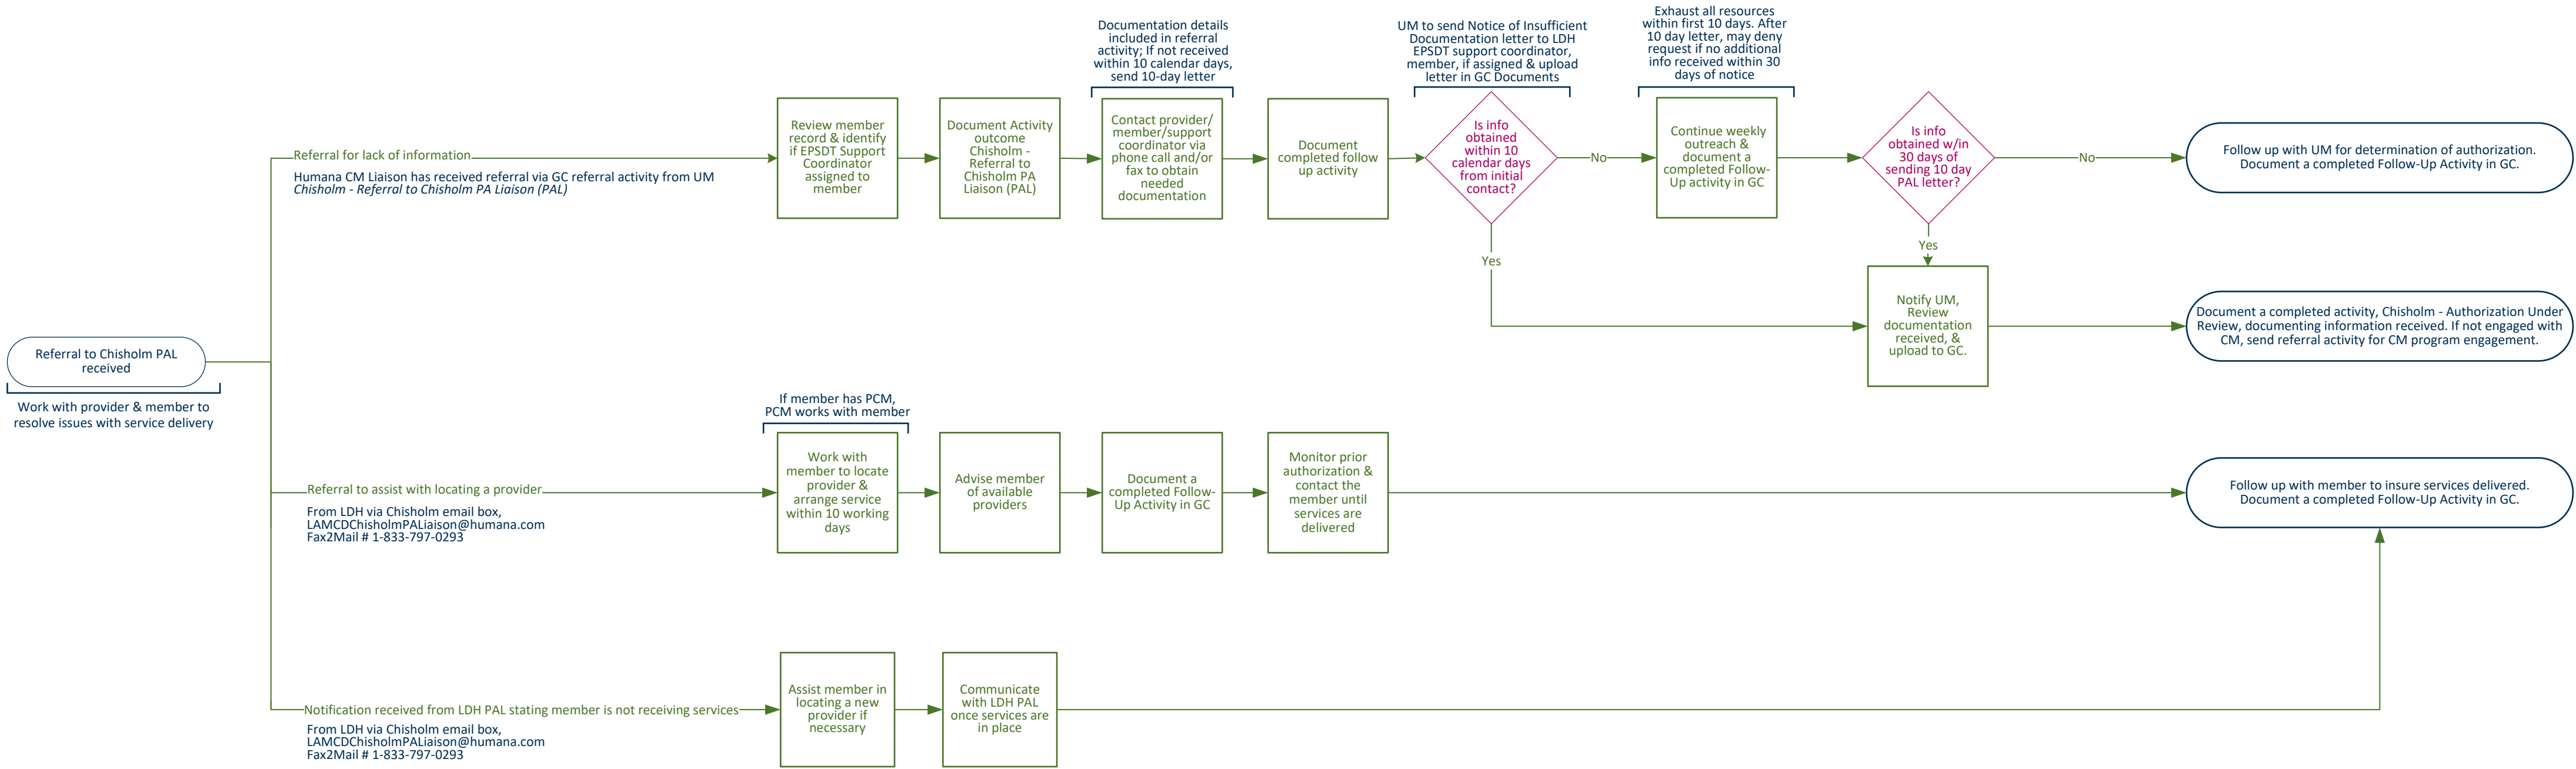 Referral to Chisholm PAL
received
Work with provider & member to
resolve issues with service delivery
Referral for lack of information
Humana CM Liaison has received referral via GC referral activity from UM
Chisholm - Referral to Chisholm PA Liaison (PAL)
Review member
record & identify
if EPSDT Support
Coordinator
assigned to
member
Document Activity
outcome
Chisholm -
Referral to
Chisholm PA
Liaison (PAL)
Documentation details
included in referral
activity; If not received
within 10 calendar days,
send 10-day letter
Contact provider/
member/support
coordinator via
phone call and/or
fax to obtain
needed
documentation
Document
completed follow
up activity
UM to send Notice of Insufficient
Documentation letter to LDH
EPSDT support coordinator,
member, if assigned & upload
letter in GC Documents
Is info
obtained
within 10
calendar days
from initial
contact?
No
Yes
Exhaust all resources
within first 10 days. After
10 day letter, may deny
request if no additional
info received within 30
days of notice
Continue weekly
outreach &
document a
completed Follow-
Up activity in GC
Is info
obtained w/in
30 days of
sending 10 day
PAL letter?
No
Yes
Follow up with UM for determination of authorization.
Document a completed Follow-Up Activity in GC.
Notify UM,
Review
documentation
received, &
upload to GC.
Document a completed activity, Chisholm - Authorization Under
Review, documenting information received. If not engaged with
CM, send referral activity for CM program engagement.
Referral to assist with locating a provider
From LDH via Chisholm email box,
LAMCDChisholmPALiaison@humana.com
Fax2Mail # 1-833-797-0293
If member has PCM,
PCM works with member
Work with
member to locate
provider &
arrange service
within 10 working
days
Advise member
of available
providers
Document a
completed Follow-
Up Activity in GC
Monitor prior
authorization &
contact the
member until
services are
delivered
Follow up with member to insure services delivered.
Document a completed Follow-Up Activity in GC.
Notification received from LDH PAL stating member is not receiving services
From LDH via Chisholm email box,
LAMCDChisholmPALiaison@humana.com
Fax2Mail # 1-833-797-0293
Assist member in
locating a new
provider if
necessary
Communicate
with LDH PAL
once services are
in place